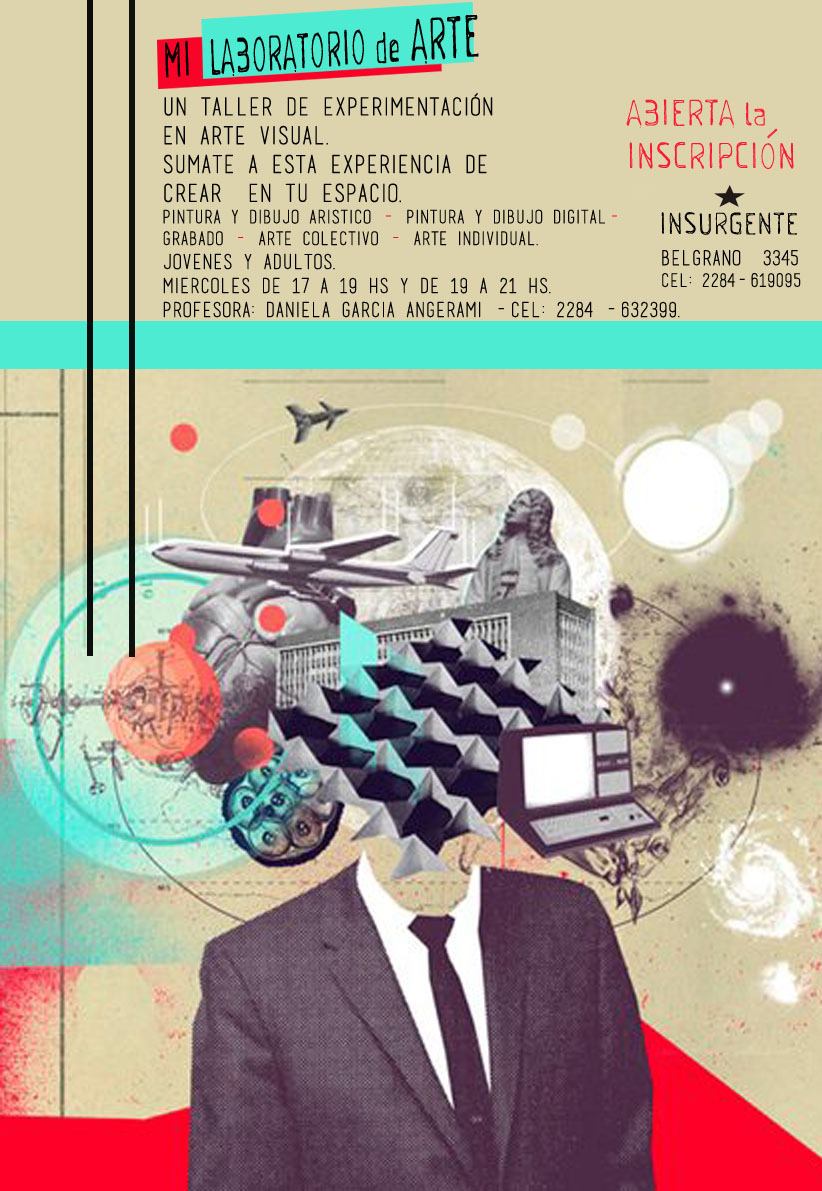 MI LABORATORIO de ARTE
UN TALLER DE EXPERIMENTACIÓN
EN ARTE VISUAL.
SUMATE A ESTA EXPERIENCIA DE
CREAR EN TU ESPACIO.
PINTURA Y DIBUJO ARISTICO - PINTURA Y DIBUJO DIGITAL -
GRABADO - ARTE COLECTIVO - ARTE INDIVIDUAL.
JOVENES Y ADULTOS.
MIERCOLES DE 17 A 19 HS Y DE 19 A 21 HS.
PROFESORA: DANIELA GARCIA ANGERAMI - CEL: 2284 - 632399.
ABIERTA la
INSCRIPCIÓN
INSURGENTE
BELGRANO 3345
CEL: 2284-619095